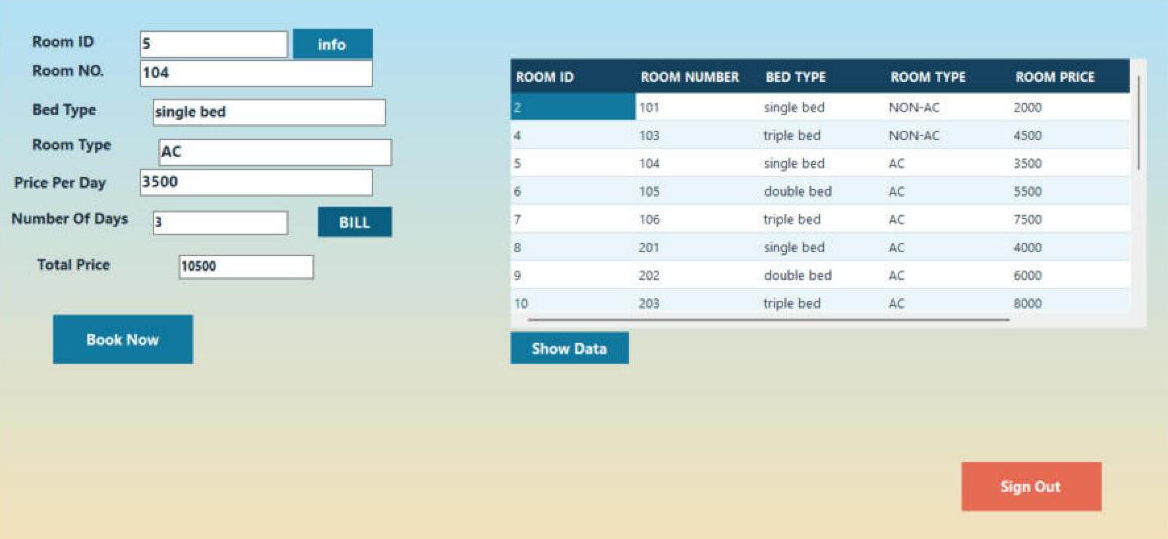 Room ID 5 info
Room NO. 104
Bed Type single bed
Room Type AC
Price Per Day 3500
Number Of Days 3 BILL
Total Price 10500
Book Now
ROOM ID ROOM NUMBER BED TYPE ROOM TYPE ROOM PRICE
2 101 single bed NON-AC 2000
4 103 triple bed NON-AC 4500
5 104 single bed AC 3500
6 105 double bed AC 5500
7 106 triple bed AC 7500
8 201 single bed AC 4000
9 202 double bed AC 6000
10 203 triple bed AC 8000
Show Data
Sign Out